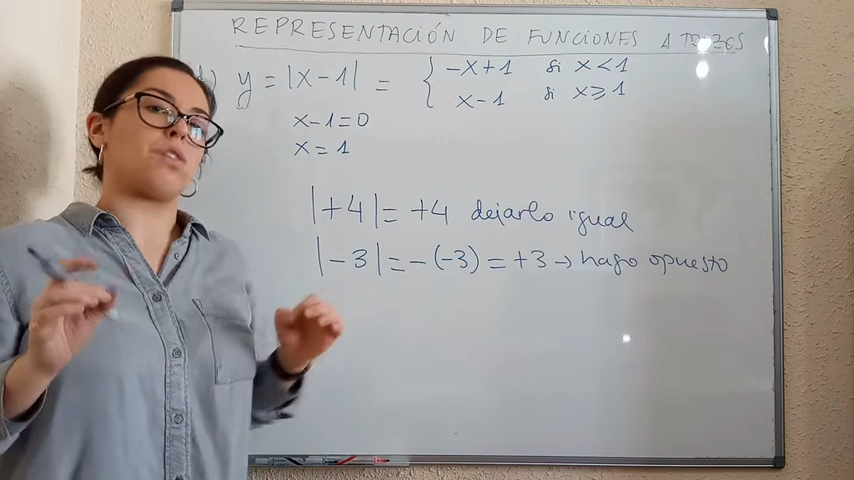 REPRESENTACIÓN DE FUNCIONES A TROZOS
) y = |x-1| = { -x+1 si x<1
x-1 si x≥1
x-1=0
x = 1
|+4| = +4 dejarlo igual
|-3| = -(-3) = +3 → hago opuesto